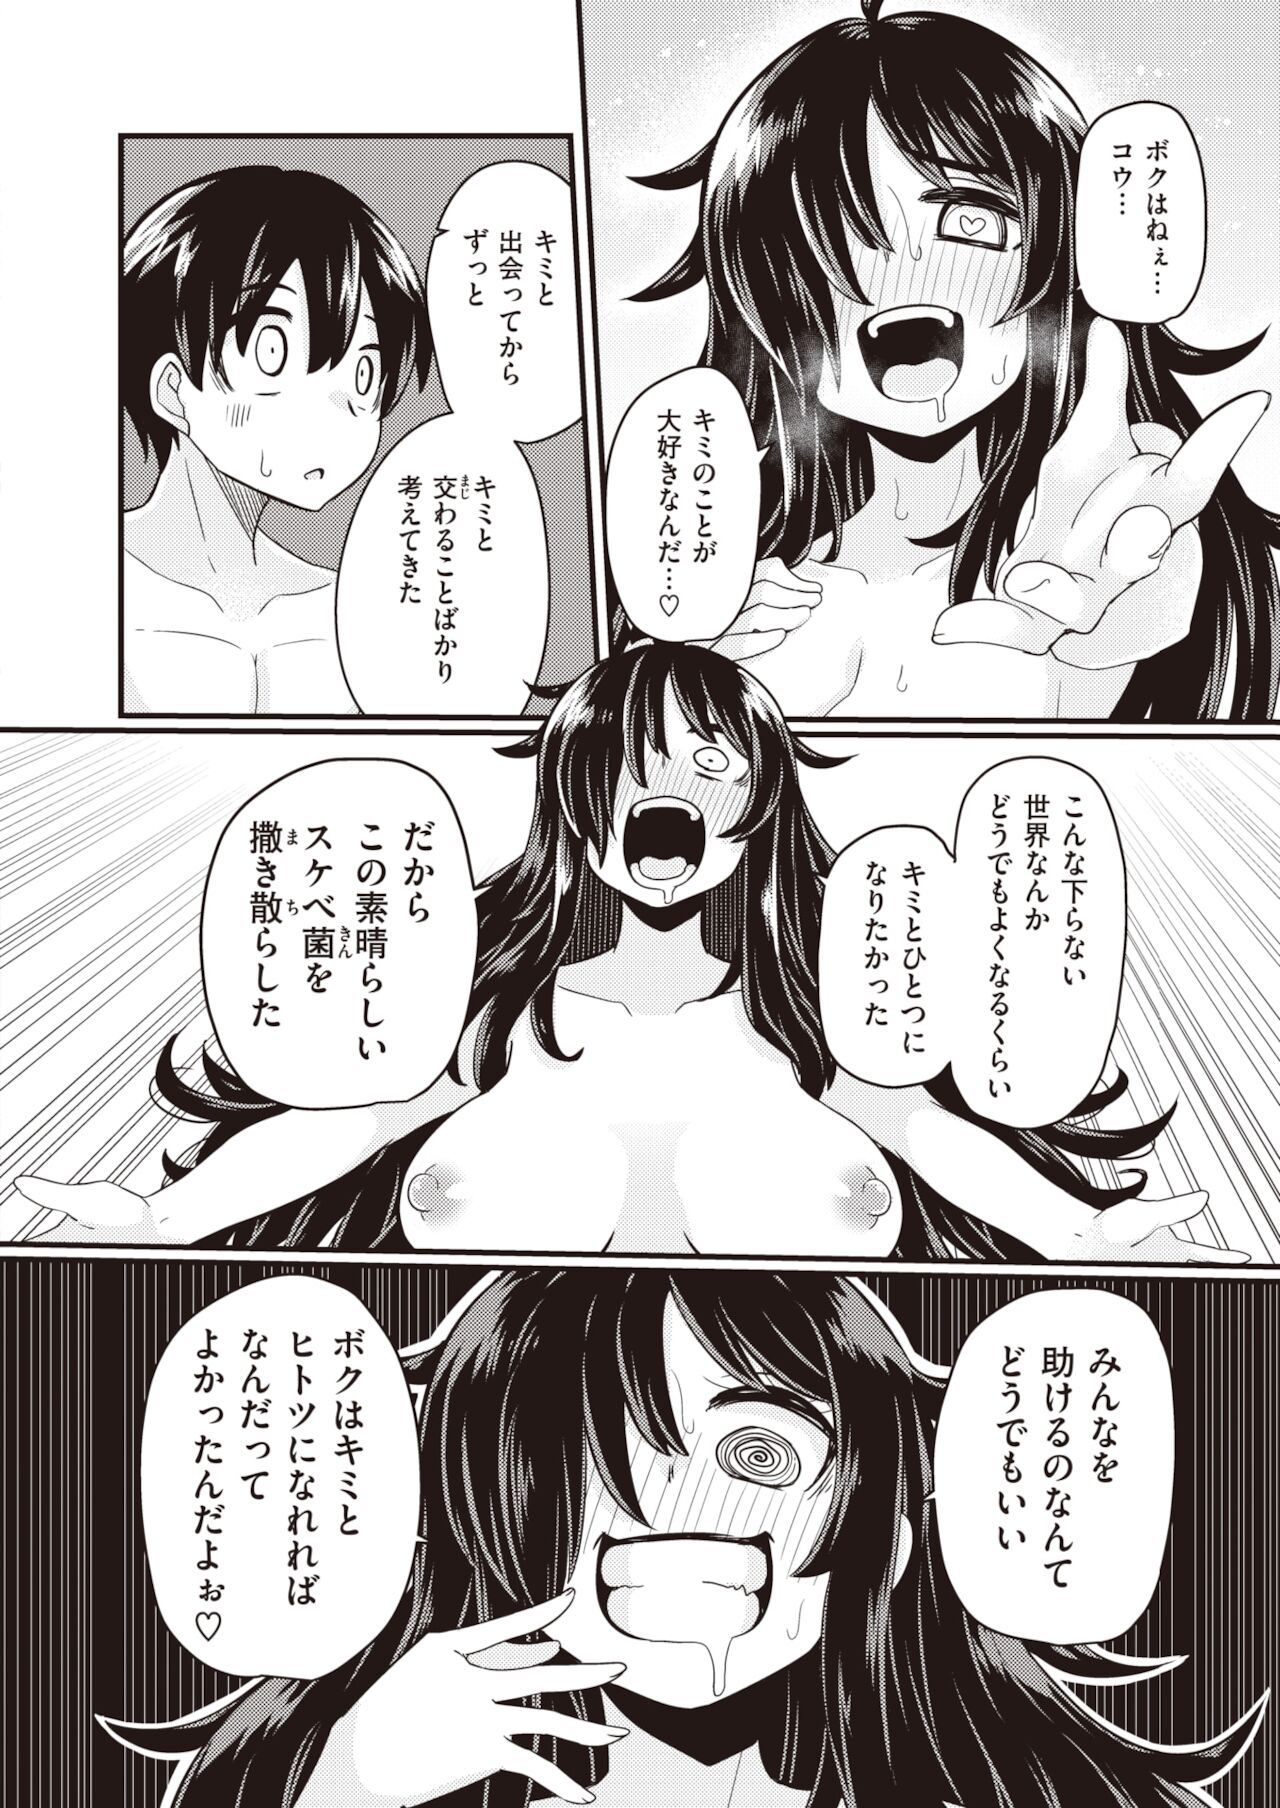 ボクはねぇ…
コウ…
キミのことが
大好きなんだ…♡
キミと
出会ってから
ずっと
キミと
交わることばかり
考えてきた
まじ
こんな下らない
世界なんか
どうでもよくなるくらい
キミとひとつに
なりたかった
だから
この素晴らしい
スケベ菌を
きん
撒き散らした
ま
ち
みんなを
助けるのなんて
どうでもいい
ボクはキミと
ヒトツになれれば
なんだって
よかったんだよぉ♡